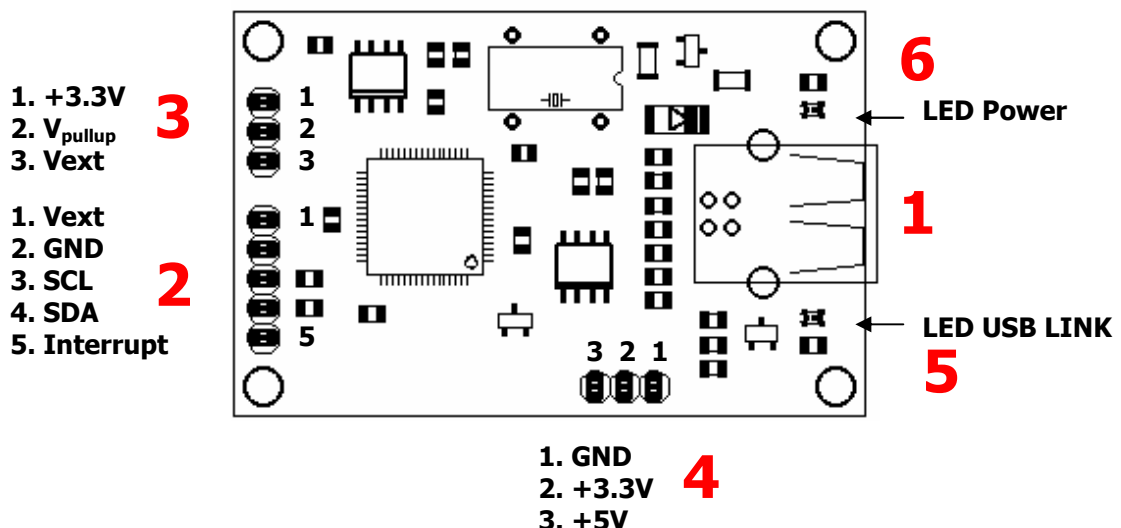 6
LED Power
1. +3.3V
2. Vpullup
3. Vext
3
1
2
3
1
1. Vext
2. GND
3. SCL
4. SDA
5. Interrupt
2
1
5
LED USB LINK
5
3 2 1
1. GND
2. +3.3V
3. +5V
4